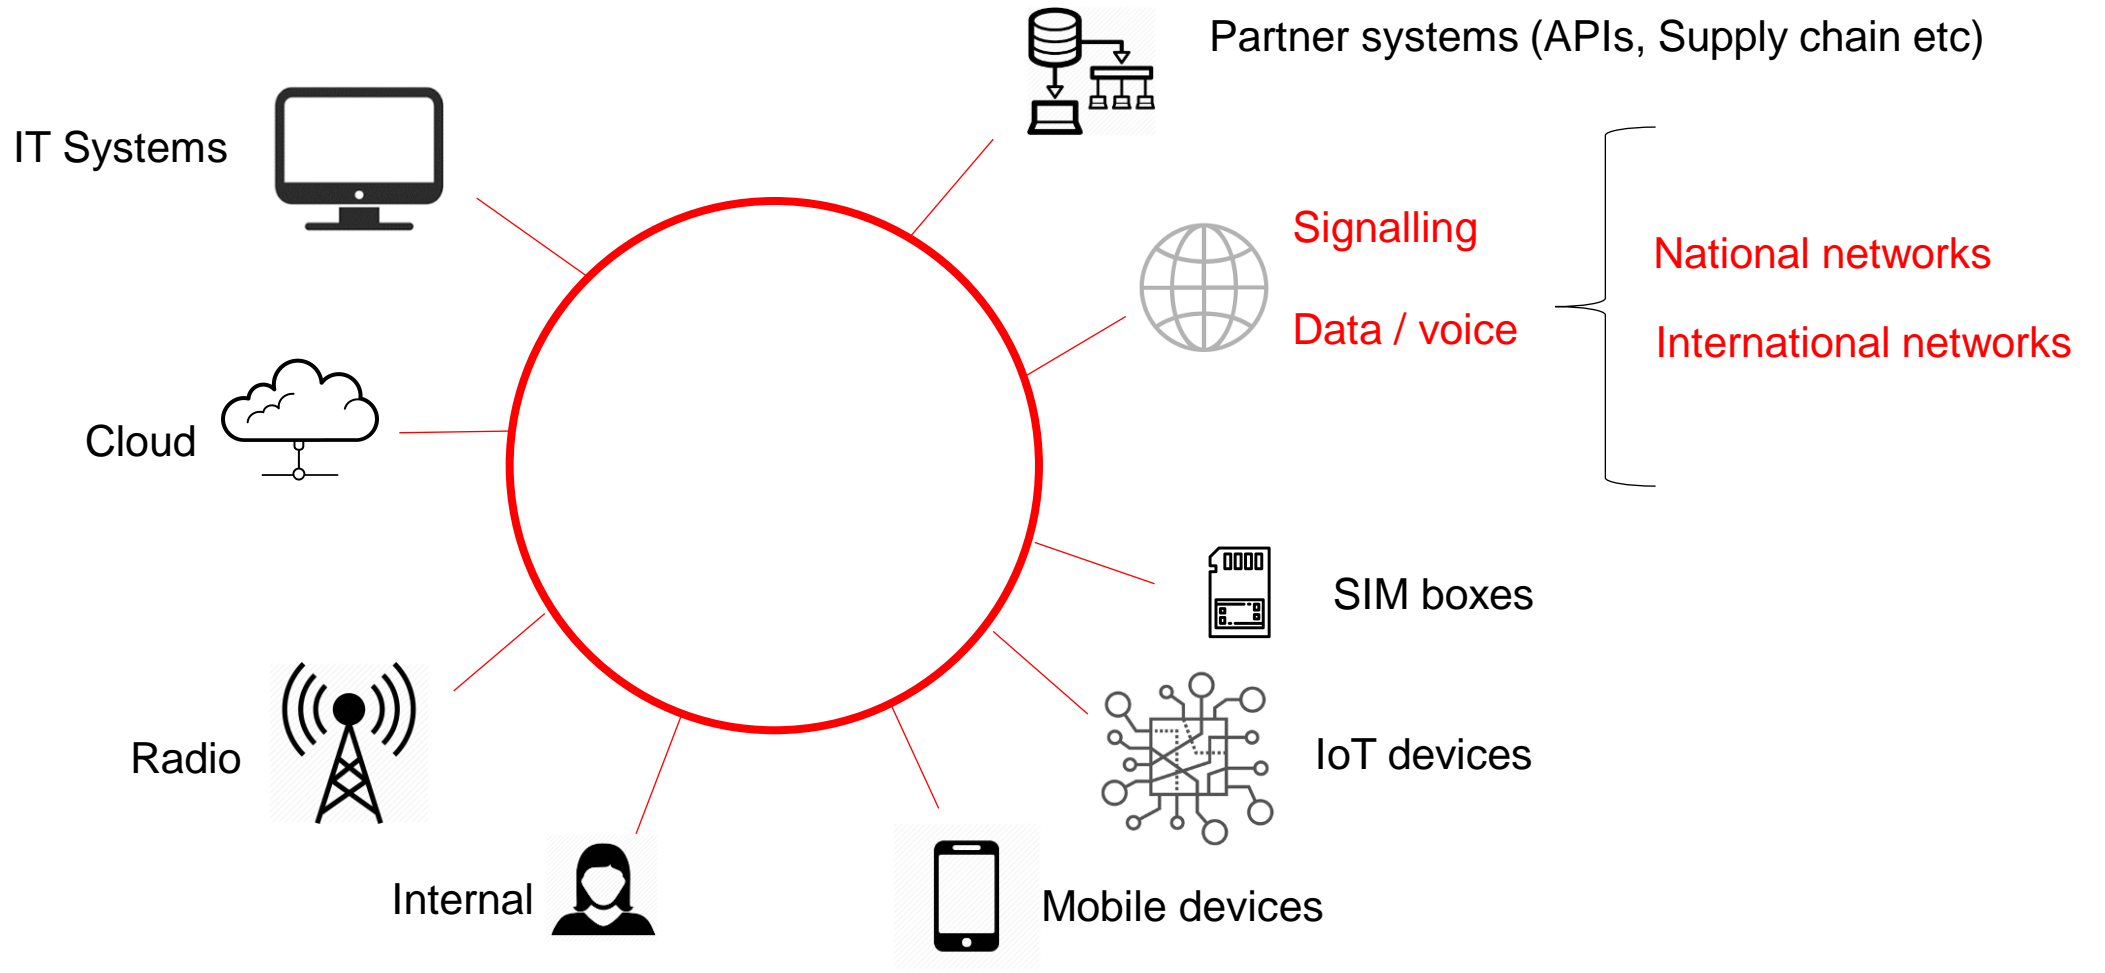 Partner systems (APIs, Supply chain etc)
IT Systems
Signalling
Data / voice
National networks
International networks
Cloud
SIM boxes
Radio
IoT devices
Internal
Mobile devices